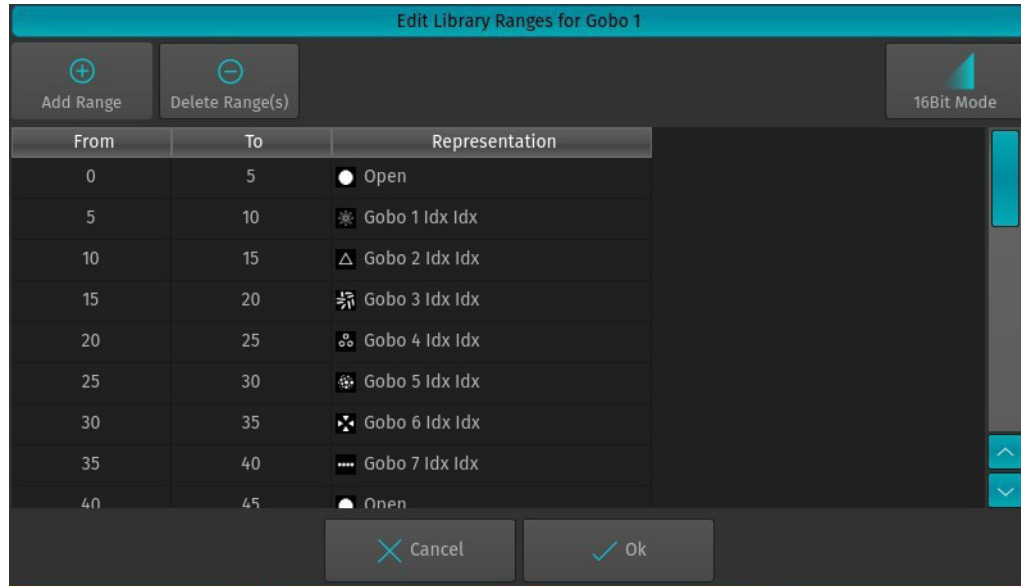 Edit Library Ranges for Gobo 1
Add Range
Delete Range(s)
16Bit Mode
From To Representation
0 5 Open
5 10 Gobo 1 Idx Idx
10 15 Gobo 2 Idx Idx
15 20 Gobo 3 Idx Idx
20 25 Gobo 4 Idx Idx
25 30 Gobo 5 Idx Idx
30 35 Gobo 6 Idx Idx
35 40 Gobo 7 Idx Idx
40 45 Open
Cancel
Ok